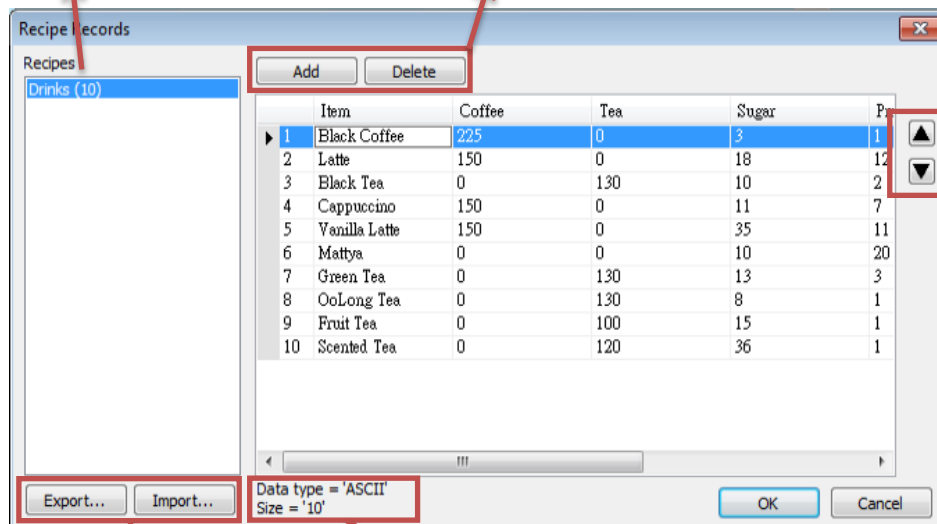 Recipe Records
Recipes
Drinks (10)
Add Delete
Item Coffee Tea Sugar Pr
1 Black Coffee 225 0 3 1
2 Latte 150 0 18 12
3 Black Tea 0 130 10 2
4 Cappuccino 150 0 11 7
5 Vanilla Latte 150 0 35 11
6 Mattya 0 0 10 20
7 Green Tea 0 130 13 3
8 OoLong Tea 0 130 8 1
9 Fruit Tea 0 100 15 1
10 Scented Tea 0 120 36 1
Export... Import...
Data type = 'ASCII'
Size = '10'
OK Cancel